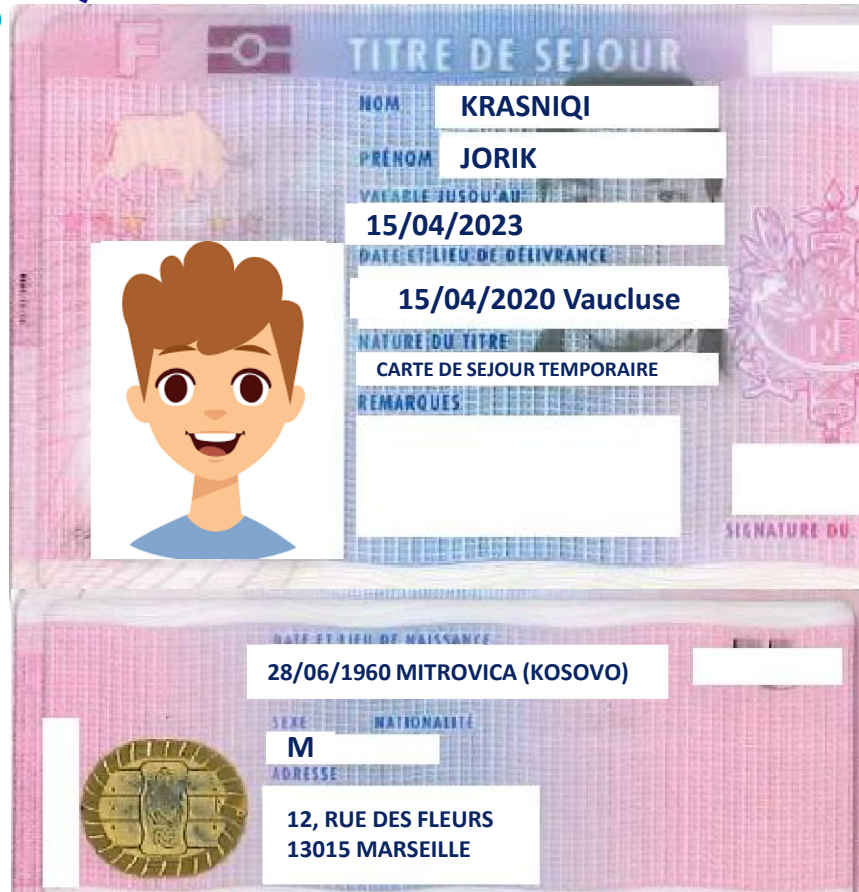 F
TITRE DE SEJOUR
NOM KRASNIQI
PRÉNOM JORIK
VALABLE JUSQU'AU
15/04/2023
DATE ET LIEU DE DÉLIVRANCE
15/04/2020 Vaucluse
NATURE DU TITRE
CARTE DE SEJOUR TEMPORAIRE
REMARQUES
RF
SIGNATURE DU
DATE ET LIEU DE NAISSANCE
28/06/1960 MITROVICA (KOSOVO)
SEXE NATIONALITÉ
M
ADRESSE
12, RUE DES FLEURS
13015 MARSEILLE